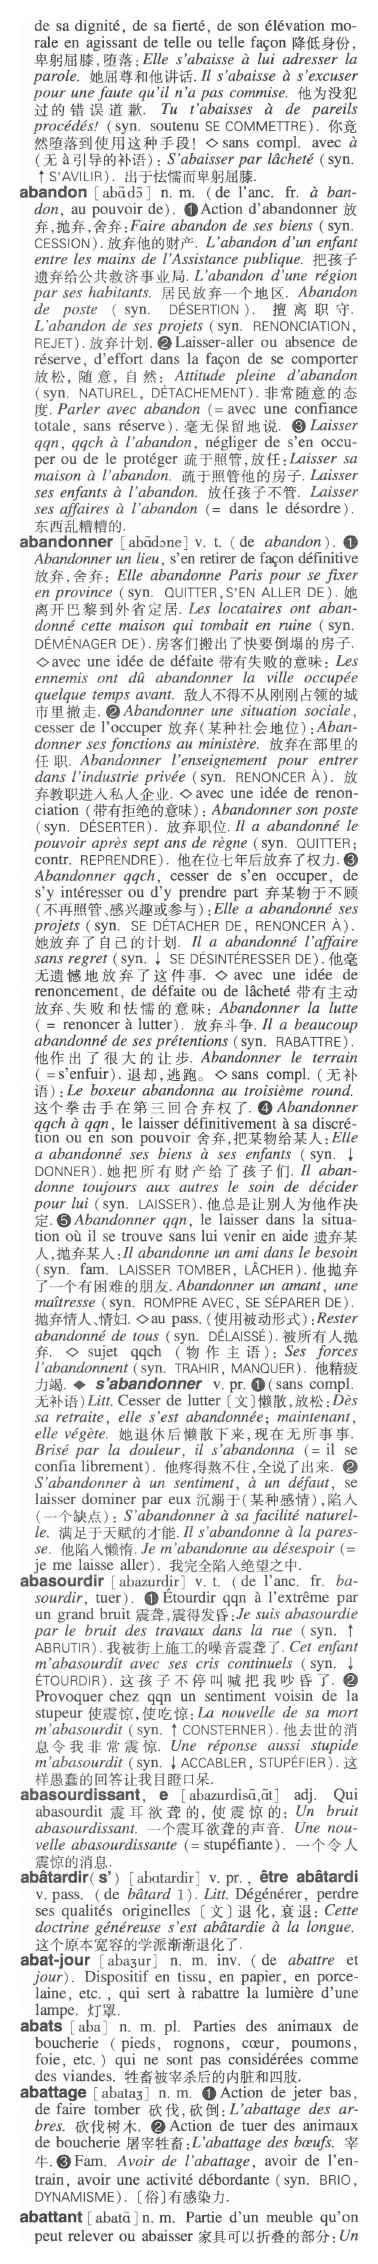 de sa dignité, de sa fierté, de son élévation mo-
rale en agissant de telle ou telle façon 降低身份,
卑躬屈膝,堕落: Elle s'abaisse à lui adresser la
parole. 她屈尊和他讲话. Il s'abaisse à s'excuser
pour une faute qu'il n'a pas commise. 他为没犯
过的错误道歉. Tu t'abaisses à de pareils
procédés! (syn. soutenu SE COMMETTRE). 你竟
然堕落到使用这种手段! ◇sans compl. avec à
(无 à引导的补语): S'abaisser par lâcheté (syn.
↑S'AVILIR). 出于怯懦而卑躬屈膝.
abandon [abɑ̃dɔ̃] n. m. (de l'anc. fr. à ban-
don, au pouvoir de). ❶Action d'abandonner 放
弃,抛弃,舍弃:Faire abandon de ses biens (syn.
CESSION). 放弃他的财产. L'abandon d'un enfant
entre les mains de l'Assistance publique. 把孩子
遗弃给公共救济事业局. L'abandon d'une région
par ses habitants. 居民放弃一个地区. Abandon
de poste (syn. DÉSERTION). 擅离职守.
L'abandon de ses projets (syn. RENONCIATION,
REJET). 放弃计划. ❷Laisser-aller ou absence de
réserve, d'effort dans la façon de se comporter
放松,随意,自然: Attitude pleine d'abandon
(syn. NATUREL, DÉTACHEMENT). 非常随意的态
度. Parler avec abandon (= avec une confiance
totale, sans réserve). 毫无保留地说. ❸Laisser
qqn, qqch à l'abandon, négliger de s'en occu-
per ou de le protéger 疏于照管,放任:Laisser sa
maison à l'abandon. 疏于照管他的房子. Laisser
ses enfants à l'abandon. 放任孩子不管. Laisser
ses affaires à l'abandon (= dans le désordre).
东西乱糟糟的.
abandonner [abɑ̃dɔne] v. t. (de abandon). ❶
Abandonner un lieu, s'en retirer de façon définitive
放弃,舍弃: Elle abandonne Paris pour se fixer
en province (syn. QUITTER, S'EN ALLER DE). 她
离开巴黎到外省定居. Les locataires ont aban-
donné cette maison qui tombait en ruine (syn.
DÉMÉNAGER DE). 房客们搬出了快要倒塌的房子.
◇avec une idée de défaite 带有失败的意味: Les
ennemis ont dû abandonner la ville occupée
quelque temps avant. 敌人不得不从刚刚占领的城
市里撤走. ❷Abandonner une situation sociale,
cesser de l'occuper 放弃(某种社会地位):Aban-
donner ses fonctions au ministère. 放弃在部里的
任职. Abandonner l'enseignement pour entrer
dans l'industrie privée (syn. RENONCER À). 放
弃教职进入私人企业. ◇avec une idée de renon-
ciation (带有拒绝的意味): Abandonner son poste
(syn. DÉSERTER). 放弃职位. Il a abandonné le
pouvoir après sept ans de règne (syn. QUITTER;
contr. REPRENDRE). 他在位七年后放弃了权力. ❸
Abandonner qqch, cesser de s'en occuper, de
s'y intéresser ou d'y prendre part 弃某物于不顾
(不再照管、感兴趣或参与):Elle a abandonné ses
projets (syn. SE DÉTACHER DE, RENONCER À).
她放弃了自己的计划. Il a abandonné l'affaire
sans regret (syn. ↓ SE DÉSINTÉRESSER DE). 他毫
无遗憾地放弃了这件事. ◇ avec une idée de
renoncement, de défaite ou de lâcheté 带有主动
放弃、失败和怯懦的意味: Abandonner la lutte
(= renoncer à lutter). 放弃斗争. Il a beaucoup
abandonné de ses prétentions (syn. RABATTRE).
他作出了很大的让步. Abandonner le terrain
(=s'enfuir). 退却,逃跑。◇sans compl. (无补
语): Le boxeur abandonna au troisième round.
这个拳击手在第三回合弃权了. ❹ Abandonner
qqch à qqn, le laisser définitivement à sa discré-
tion ou en son pouvoir 舍弃,把某物给某人:Elle
a abandonné ses biens à ses enfants (syn. ↓
DONNER). 她把所有财产给了孩子们. Il aban-
donne toujours aux autres le soin de décider
pour lui (syn. LAISSER). 他总是让别人为他作决
定. ❺Abandonner qqn, le laisser dans la situa-
tion où il se trouve sans lui venir en aide 遗弃某
人,抛弃某人:Il abandonne un ami dans le besoin
(syn. fam. LAISSER TOMBER, LÂCHER). 他抛弃
了一个有困难的朋友. Abandonner un amant, une
maîtresse (syn. ROMPRE AVEC, SE SÉPARER DE).
抛弃情人、情妇. ◇au pass. (使用被动形式):Rester
abandonné de tous (syn. DÉLAISSÉ). 被所有人抛
弃. ◇ sujet qqch (物作主语): Ses forces
l'abandonnent (syn. TRAHIR, MANQUER). 他精疲
力竭. ◆ s'abandonner v. pr. ❶(sans compl.
无补语)Litt. Cesser de lutter [文]懒散,放松:Dès
sa retraite, elle s'est abandonnée; maintenant,
elle végète. 她退休后懒散下来,现在无所事事.
Brisé par la douleur, il s'abandonna (= il se
confia librement). 他疼得熬不住,全说了出来. ❷
S'abandonner à un sentiment, à un défaut, se
laisser dominer par eux 沉溺于(某种感情),陷入
(一个缺点): S'abandonner à sa facilité naturel-
le. 满足于天赋的才能. Il s'abandonne à la pares-
se. 他陷入懒惰. Je m'abandonne au désespoir (=
je me laisse aller). 我完全陷入绝望之中.
abasourdir [abazurdir] v. t. (de l'anc. fr. ba-
sourdir, tuer). ❶ Étourdir qqn à l'extrême par
un grand bruit 震聋,震得发昏:Je suis abasourdie
par le bruit des travaux dans la rue (syn. ↑
ABRUTIR). 我被街上施工的噪音震聋了. Cet enfant
m'abasourdit avec ses cris continuels (syn. ↓
ÉTOURDIR). 这孩子不停叫喊把我吵昏了. ❷
Provoquer chez qqn un sentiment voisin de la
stupeur 使震惊,使吃惊: La nouvelle de sa mort
m'abasourdit (syn. ↑CONSTERNER). 他去世的消
息令我非常震惊. Une réponse aussi stupide
m'abasourdit (syn. ↓ACCABLER, STUPÉFIER). 这
样愚蠢的回答让我目瞪口呆.
abasourdissant, e [abazurdisɑ̃,ɑ̃t] adj. Qui
abasourdit 震耳欲聋的,使震惊的: Un bruit
abasourdissant. 一个震耳欲聋的声音. Une nou-
velle abasourdissante (= stupéfiante). 一个令人
震惊的消息.
abâtardir(s') [abɑtardir] v. pr., être abâtardi
v. pass. (de bâtard 1). Litt. Dégénérer, perdre
ses qualités originelles [文]退化,衰退: Cette
doctrine généreuse s'est abâtardie à la longue.
这个原本宽容的学派渐渐退化了.
abat-jour [abaʒur] n. m. inv. (de abattre et
jour). Dispositif en tissu, en papier, en porce-
laine, etc., qui sert à rabattre la lumière d'une
lampe. 灯罩.
abats [aba] n. m. pl. Parties des animaux de
boucherie (pieds, rognons, cœur, poumons,
foie, etc.) qui ne sont pas considérées comme
des viandes. 牲畜被宰杀后的内脏和四肢.
abattage [abataʒ] n. m. ❶ Action de jeter bas,
de faire tomber 砍伐,砍倒:L'abattage des ar-
bres. 砍伐树木. ❷ Action de tuer des animaux
de boucherie 屠宰牲畜:L'abattage des bœufs. 宰
牛. ❸ Fam. Avoir de l'abattage, avoir de l'en-
train, avoir une activité débordante (syn. BRIO,
DYNAMISME). [俗]有感染力.
abattant [abatɑ̃] n. m. Partie d'un meuble qu'on
peut relever ou abaisser 家具可以折叠的部分:Un